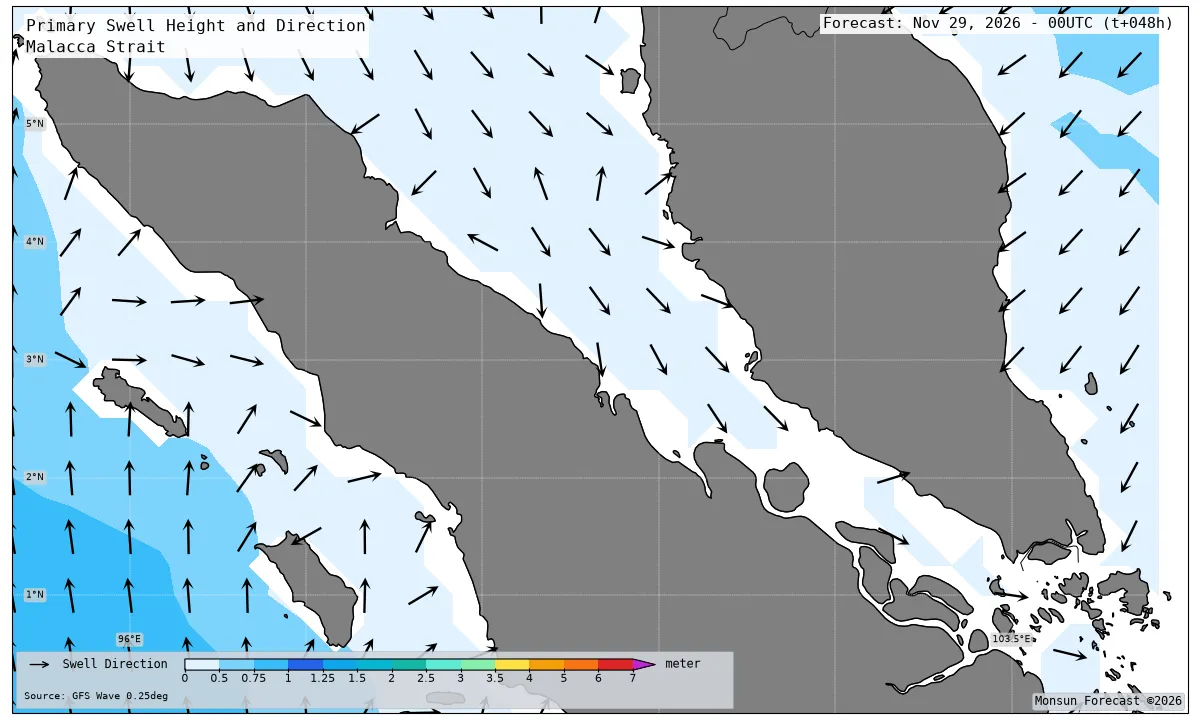 Primary Swell Height and Direction
Malacca Strait
Forecast: Nov 29, 2026 - 00UTC (t+048h)
5°N
4°N
3°N
2°N
1°N
96°E
103.5°E
Swell Direction
meter
0 0.5 0.75 1 1.25 1.5 2 2.5 3 3.5 4 5 6 7
Source: GFS Wave 0.25deg
Monsun Forecast ©2026